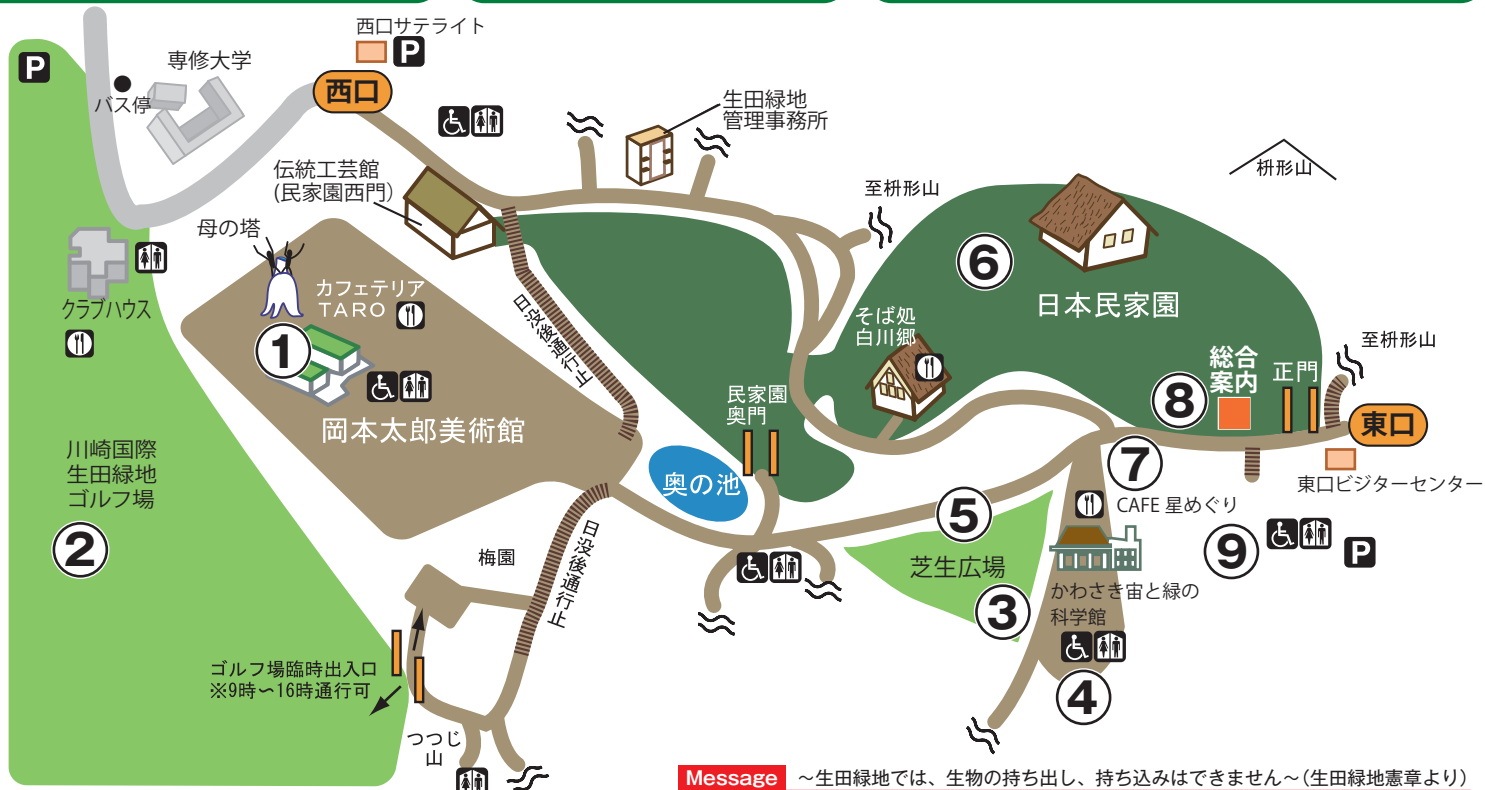 西口サテライト
P
P
専修大学
バス停
西口
生田緑地
管理事務所
伝統工芸館
(民家園西門)
至枡形山
枡形山
母の塔
クラブハウス
カフェテリア
TARO
①
岡本太郎美術館
日没後通行止
⑥
日本民家園
そば処
白川郷
総合
案内
正門
至枡形山
⑧
東口
東口ビジターセンター
民家園
奥門
奥の池
⑦
CAFE 星めぐり
⑤
芝生広場
③
⑨
P
かわさき宙と緑の
科学館
④
川崎国際
生田緑地
ゴルフ場
②
梅園
日没後通行止
ゴルフ場臨時出入口
※9時～16時通行可
つつじ
山
Message ～生田緑地では、生物の持ち出し、持ち込みはできません～(生田緑地憲章より)